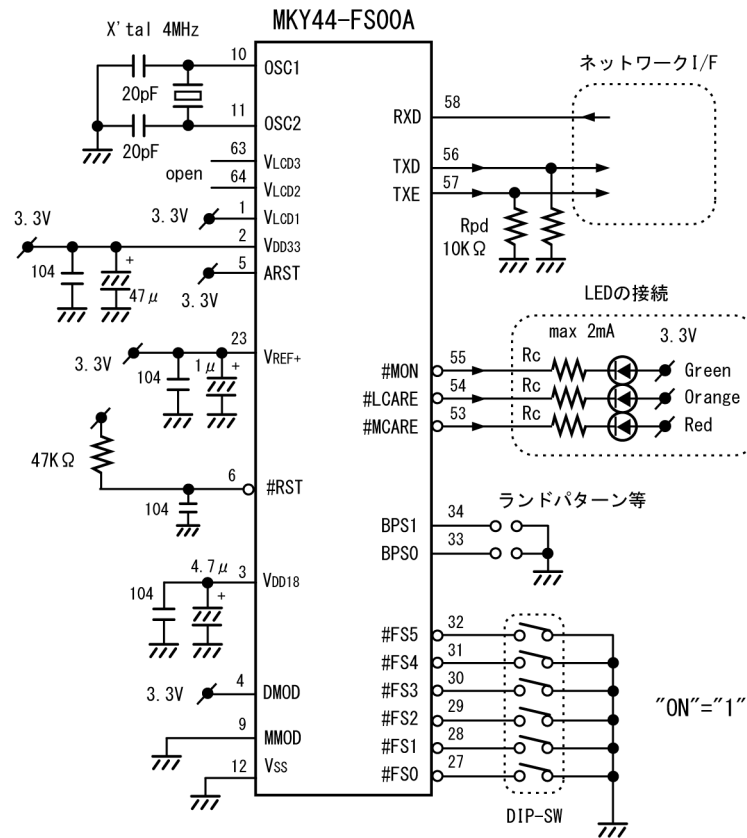 MKY44-FS00A
X'tal 4MHz
10
OSC1
20pF
11
OSC2
20pF
63
VLCD3
open
64
VLCD2
3.3V
1
VLCD1
3.3V
2
VDD33
104
+
47μ
5
ARST
3.3V
23
VREF+
3.3V
104
1μ
+
47KΩ
6
#RST
104
4.7μ
3
VDD18
104
+
4
DMOD
3.3V
9
MMOD
12
Vss
ネットワークI/F
RXD
58
TXD
56
TXE
57
Rpd
10KΩ
LEDの接続
max 2mA
3.3V
#MON
55
Rc
Green
#LCARE
54
Rc
Orange
#MCARE
53
Rc
Red
ランドパターン等
BPS1
34
BPS0
33
#FS5
32
#FS4
31
#FS3
30
#FS2
29
#FS1
28
#FS0
27
"ON"="1"
DIP-SW